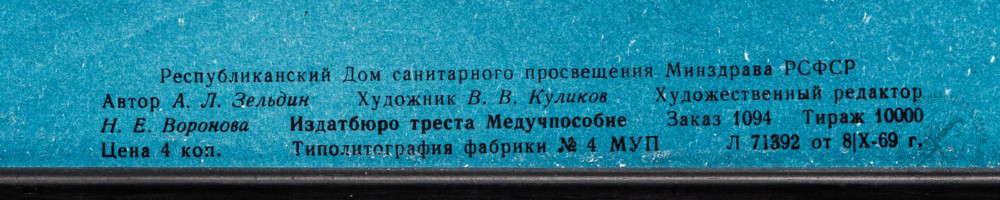 Республиканский Дом санитарного просвещения Минздрава РСФСР
Автор А. Л. Зельдин Художник В. В. Куликов Художественный редактор
Н. Е. Воронова Издатбюро треста Медучпособие Заказ 1094 Тираж 10000
Цена 4 коп. Типолитография фабрики № 4 МУП Л 71392 от 8|X-69 г.